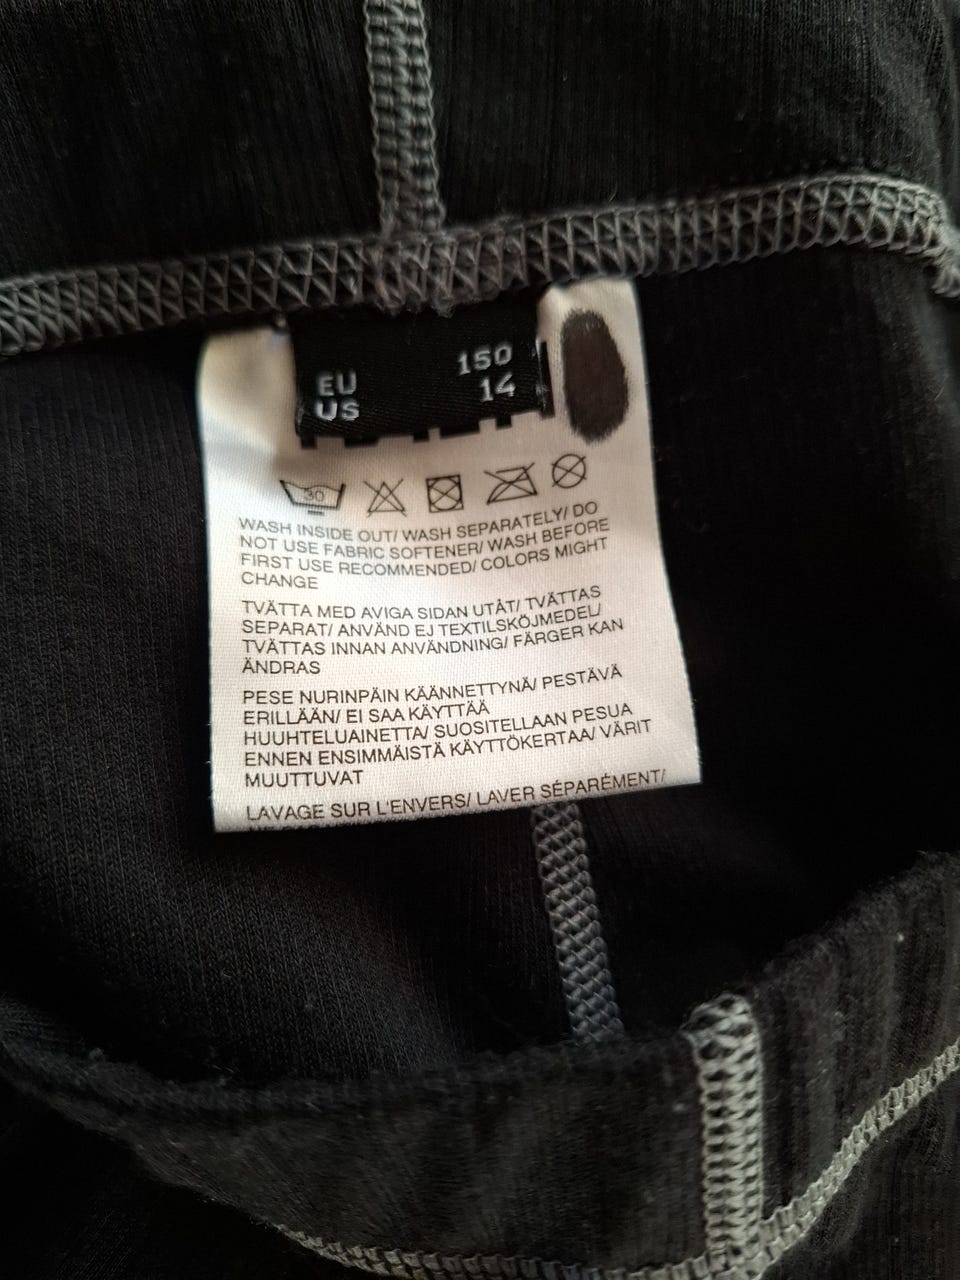 EU 150
US 14
30
WASH INSIDE OUT/ WASH SEPARATELY/ DO
NOT USE FABRIC SOFTENER/ WASH BEFORE
FIRST USE RECOMMENDED/ COLORS MIGHT
CHANGE
TVÄTTA MED AVIGA SIDAN UTÅT/ TVÄTTAS
SEPARAT/ ANVÄND EJ TEXTILSKÖJMEDEL/
TVÄTTAS INNAN ANVÄNDNING/ FÄRGER KAN
ÄNDRAS
PESE NURINPÄIN KÄÄNNETTYNÄ/ PESTÄVÄ
ERILLÄÄN/ EI SAA KÄYTTÄÄ
HUUHTELUAINETTA/ SUOSITELLAAN PESUA
ENNEN ENSIMMÄISTÄ KÄYTTÖKERTAA/ VÄRIT
MUUTTUVAT
LAVAGE SUR L'ENVERS/ LAVER SÉPARÉMENT/